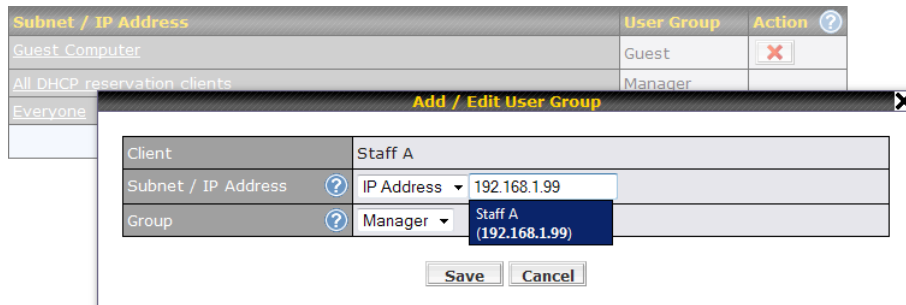 Subnet / IP Address User Group Action ?
Guest Computer Guest
All DHCP reservation clients Manager
Everyone
Add / Edit User Group
Client Staff A
Subnet / IP Address ? IP Address 192.168.1.99
Group ? Manager
Staff A
(192.168.1.99)
Save Cancel